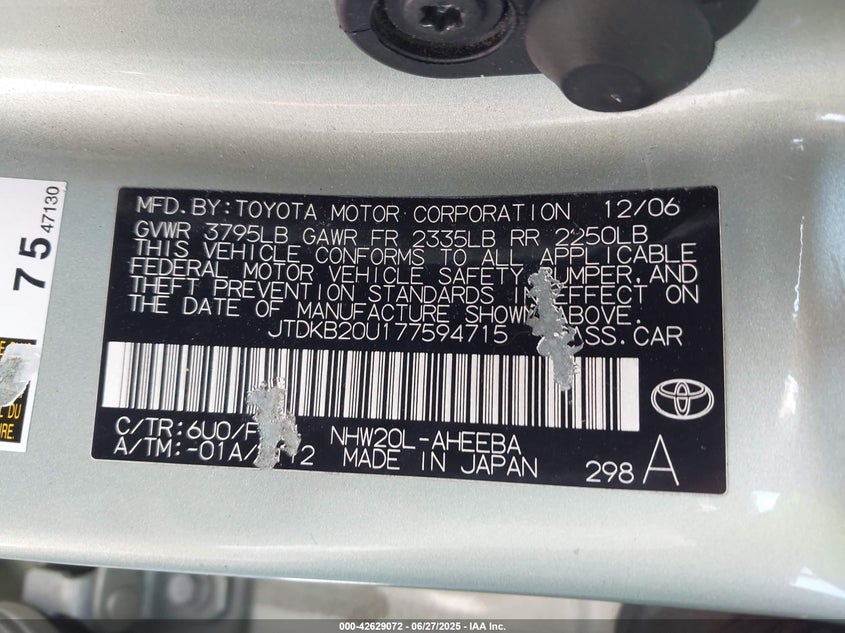 MFD. BY: TOYOTA MOTOR CORPORATION 12/06
GVWR 3795LB GAWR FR 2335LB RR 2250LB
THIS VEHICLE CONFORMS TO ALL APPLICABLE
FEDERAL MOTOR VEHICLE SAFETY, BUMPER, AND
THEFT PREVENTION STANDARDS IN EFFECT ON
THE DATE OF MANUFACTURE SHOWN ABOVE.
JTDKB20U177594715 PASS. CAR
C/TR: 6U0/F NHW20L-AHEEBA
A/TM: -01A/ 112 MADE IN JAPAN
298 A
75 47130
DU
URE.
000-42629072 / 06/27/2025 - IAA Inc.